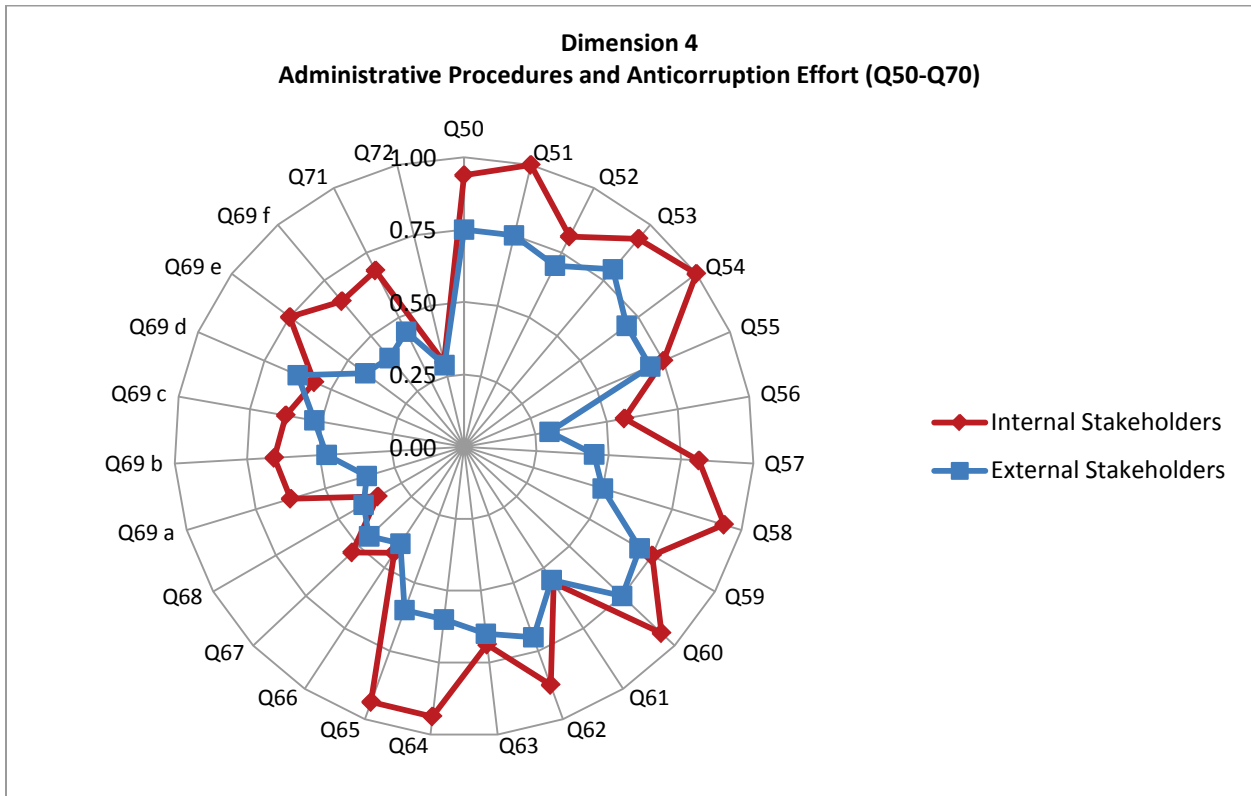 Dimension 4
Administrative Procedures and Anticorruption Effort (Q50-Q70)
Q50
Q51
Q52
Q53
Q54
Q55
Q56
Q57
Q58
Q59
Q60
Q61
Q62
Q63
Q64
Q65
Q66
Q67
Q68
Q69 a
Q69 b
Q69 c
Q69 d
Q69 e
Q69 f
Q71
Q72
1.00
0.75
0.50
0.25
0.00
Internal Stakeholders
External Stakeholders